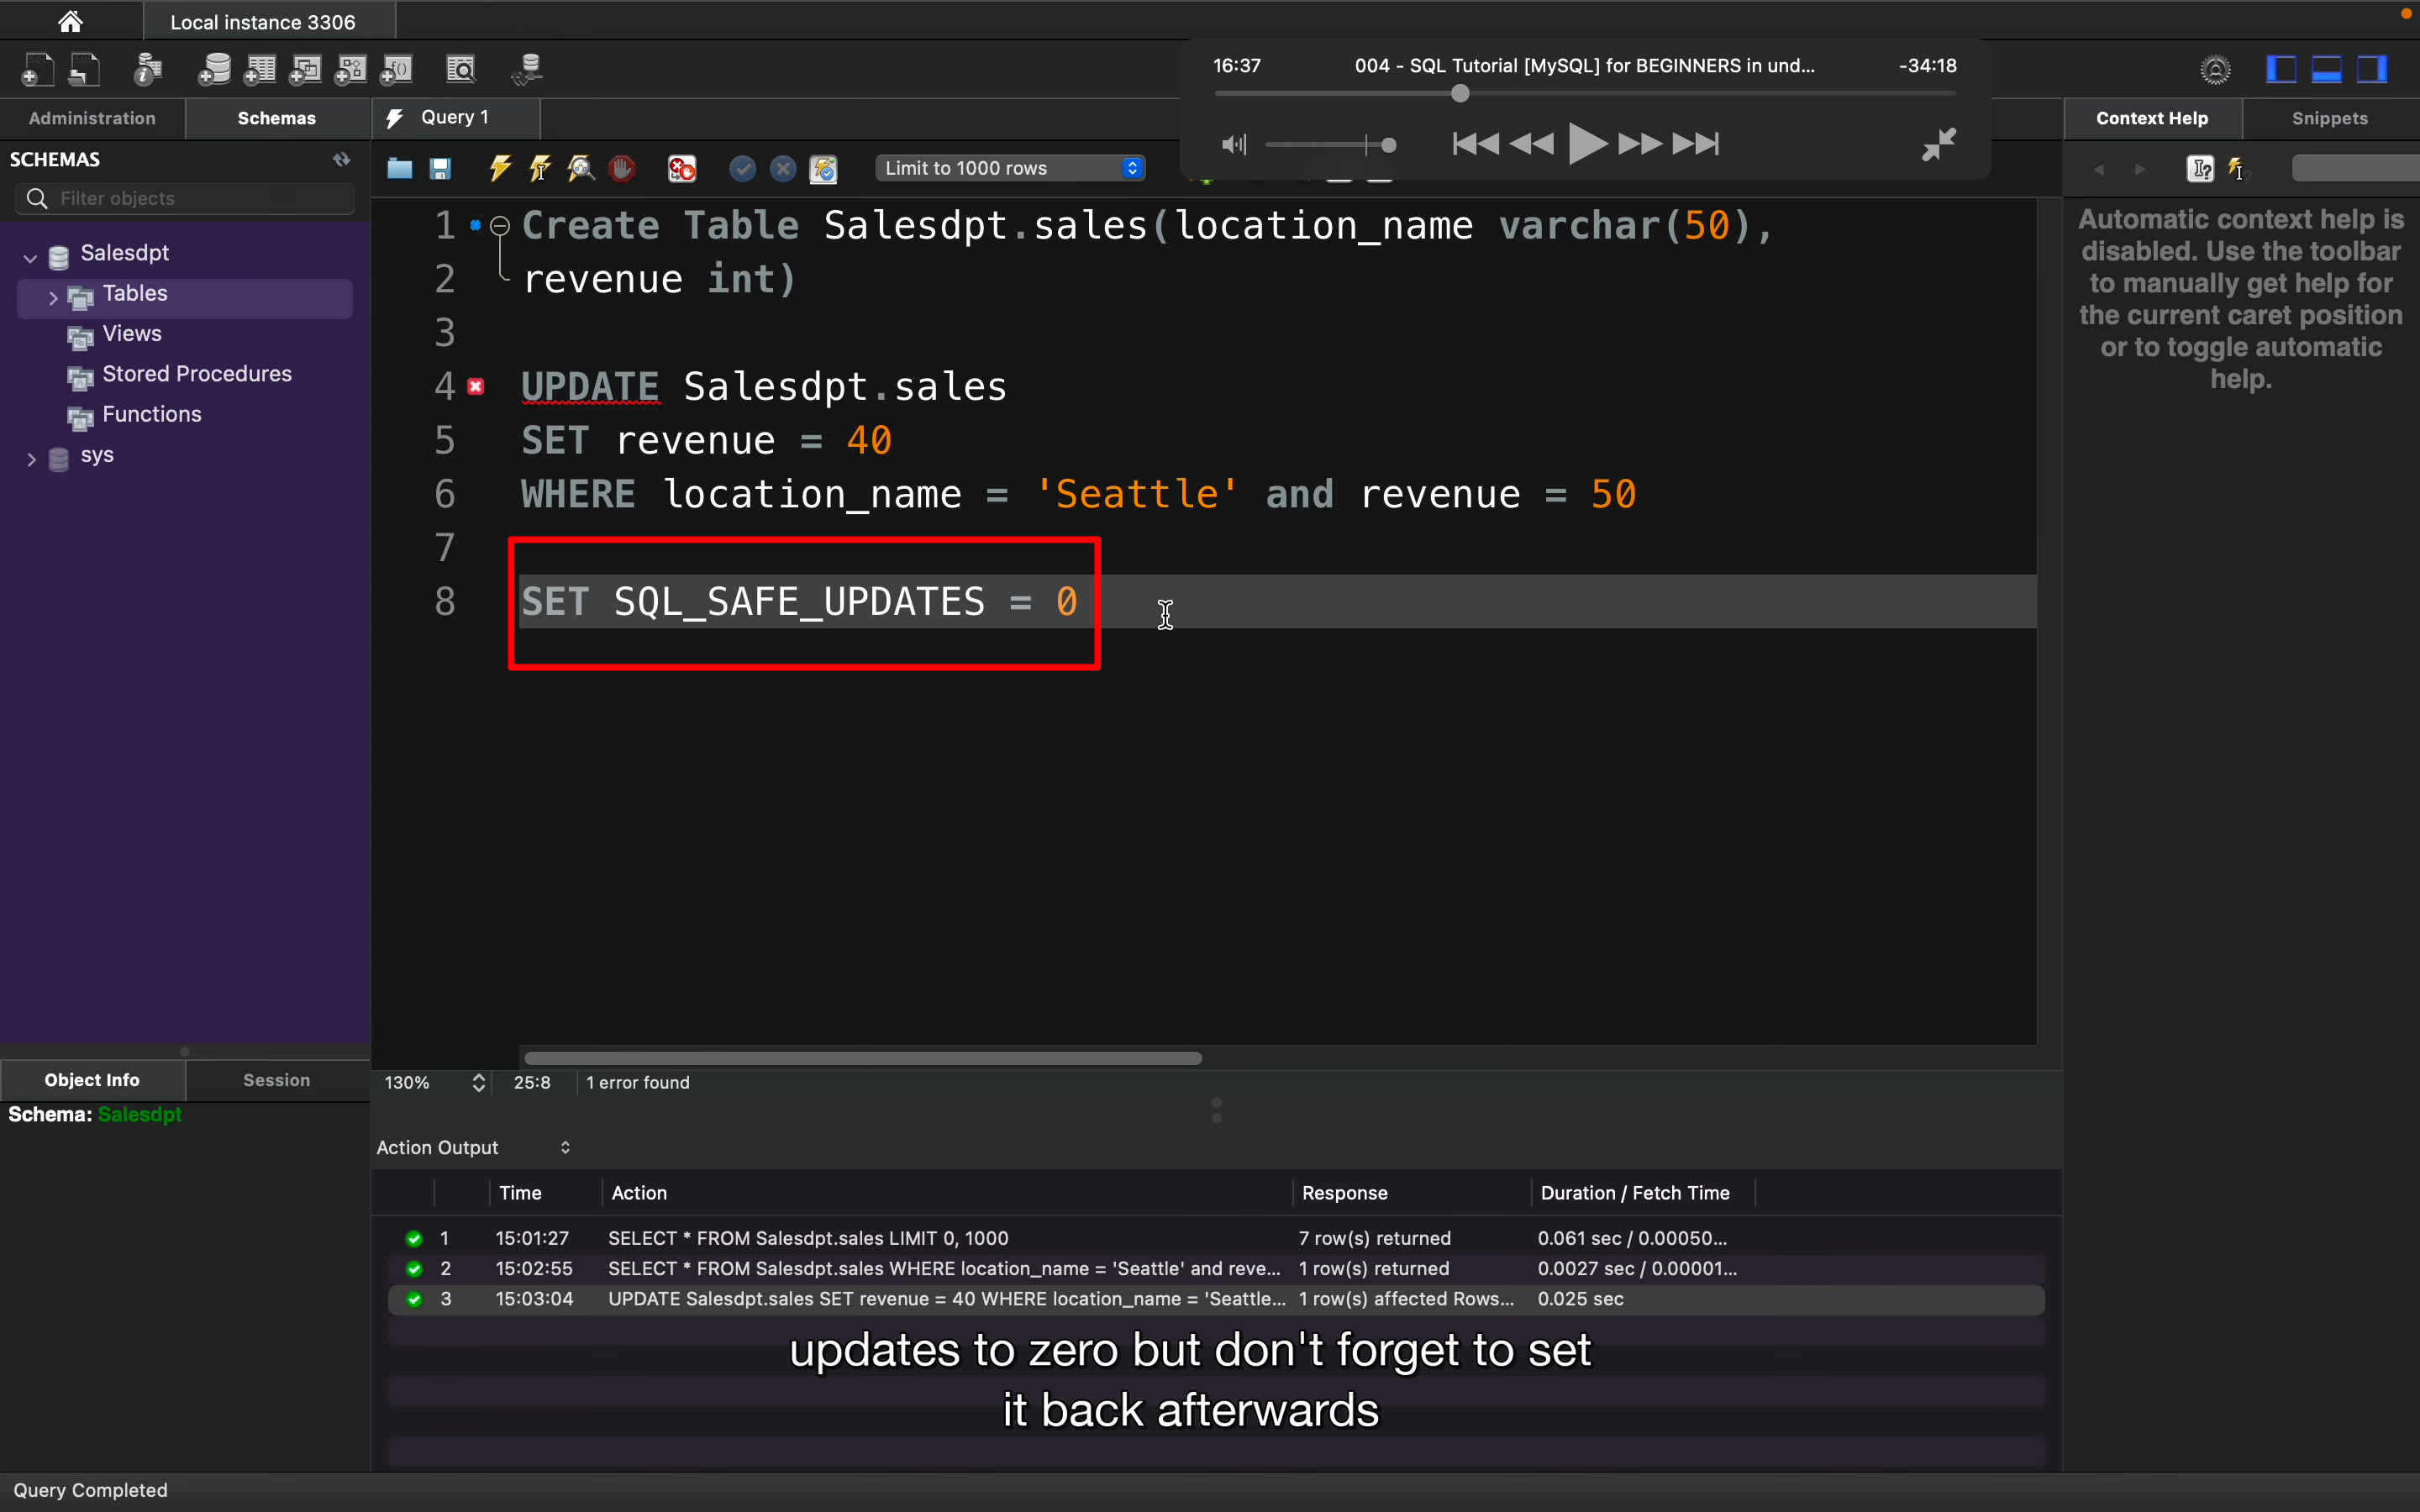 Local instance 3306
16:37 004 - SQL Tutorial [MySQL] for BEGINNERS in und... -34:18
Administration Schemas Query 1 Context Help Snippets
SCHEMAS
Limit to 1000 rows
Filter objects
Salesdpt
Tables
Views
Stored Procedures
Functions
sys
1 Create Table Salesdpt.sales(location_name varchar(50),
2 revenue int)
3
4 UPDATE Salesdpt.sales
5 SET revenue = 40
6 WHERE location_name = 'Seattle' and revenue = 50
7
8 SET SQL_SAFE_UPDATES = 0
Automatic context help is
disabled. Use the toolbar
to manually get help for
the current caret position
or to toggle automatic
help.
Object Info Session
Schema: Salesdpt
130% 25:8 1 error found
Action Output
Time Action Response Duration / Fetch Time
1 15:01:27 SELECT * FROM Salesdpt.sales LIMIT 0, 1000 7 row(s) returned 0.061 sec / 0.00050...
2 15:02:55 SELECT * FROM Salesdpt.sales WHERE location_name = 'Seattle' and reve... 1 row(s) returned 0.0027 sec / 0.00001...
3 15:03:04 UPDATE Salesdpt.sales SET revenue = 40 WHERE location_name = 'Seattle... 1 row(s) affected Rows... 0.025 sec
updates to zero but don't forget to set
it back afterwards
Query Completed